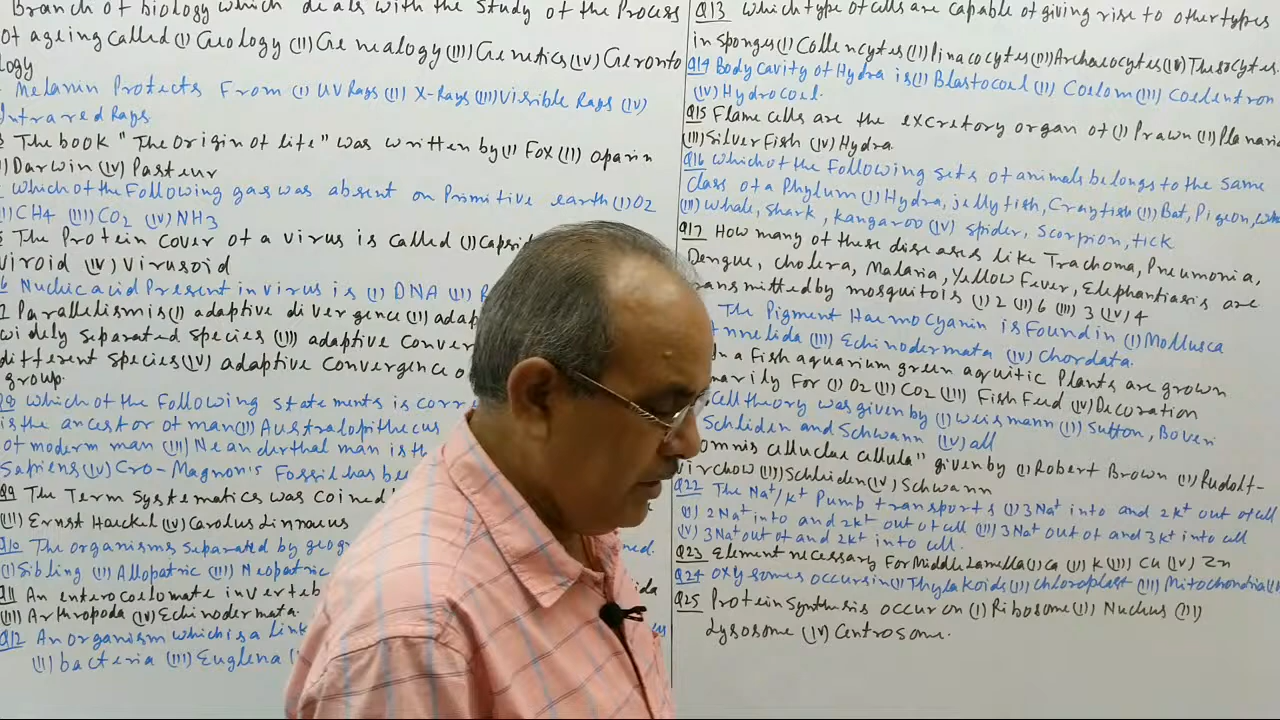 Branch of biology which deals with the study of the Process
of ageing called (I) Geology (II) Genealogy (III) Genetics (IV) Geronto
logy
Melanin Protects From (I) UV Rays (II) X-Rays (III) Visible Rays (IV)
Intrared Rays
The book "The Origin of life" was written by (I) Fox (II) Oparin
Darwin (IV) Pasteur
which of the Following gas was absent on Primitive earth (I) O2
CH4 (III) CO2 (IV) NH3
The Protein cover of a virus is called (I)
Viroid (IV) Virusoid
Nucleic acid Present in virus is (I) DNA (II)
Parallelism is (I) adaptive divergence (II)
widely separated species (III) adaptive
different species (IV) adaptive convergence
group.
Q8 which of the Following statements is
is the ancestor of man (II) Australopithecus
of modern man (III) Neanderthal man is
Sapiens (IV) Cro-Magnon's Fossil has
Q9 The Term Systematics was Coined
(III) Ernst Haeckel (IV) Carolus Linnaeus
Q10 The organisms separated by
(I) Sibling (II) Allopatric (III) Neopatric
Q11 An enterocoelomate
(III) Arthropoda (IV) Echinodermata.
Q12 An organism which is a
(II) bacteria (III) Euglena
Q13 which type of cells are capable of giving rise to other types
in sponges (I) Collencytes (II) Pinacocytes (III) Archaeocytes (IV) Thesocytes
Q14 Body cavity of Hydra is (I) Blastocoel (II) Coelom (III) Coelentron
(IV) Hydrocoel.
Q15 Flame cells are the excretory organ of (I) Prawn (II)
(III) Silver Fish (IV) Hydra
Q16 which of the Following sets of animals belongs to the same
Class of a Phylum (I) Hydra, jelly fish, Crayfish (II) Bat, Pigeon,
(III) Whale, Shark, Kangaroo (IV) spider, Scorpion, tick
Q17 How many of these diseases like Trachoma, Pneumonia,
Dengue, cholera, Malaria, Yellow Fever, Elephantiasis are
transmitted by mosquito is (I) 2 (II) 6 (III) 3 (IV) 4
The Pigment Haemocyanin is Found in (I) Mollusca
(III) Echinodermata (IV) Chordata.
In a Fish aquarium green aquitic Plants are grown
For (I) O2 (II) CO2 (III) Fish Feed (IV) Decoration
Cell theory was given by (I) Weismann (II) Sutton, Boveri
Schliden and Schwann (IV) all
given by (I) Robert Brown (II) Rudolf-
Virchow (III) Schleiden (IV) Schwann
Q22 The Na+/K+ Pump transports (I) 3Na+ into and 2K+ out of cell
(II) 2Na+ into and 2K+ out of cell (III) 3Na+ out of and 3K+ into cell
(IV) 3Na+ out of and 2K+ into cell.
Q23 Element necessary For Middle Lamella (I) Ca (II) K (III) Cu (IV) Zn
Q24 Oxysomes occurs in (I) Thylakoids (II) Chloroplast (III) Mitochondria
Q25 Protein Synthesis occur on (I) Ribosome (II) Nucleus (III)
Lysosome (IV) Centrosome.